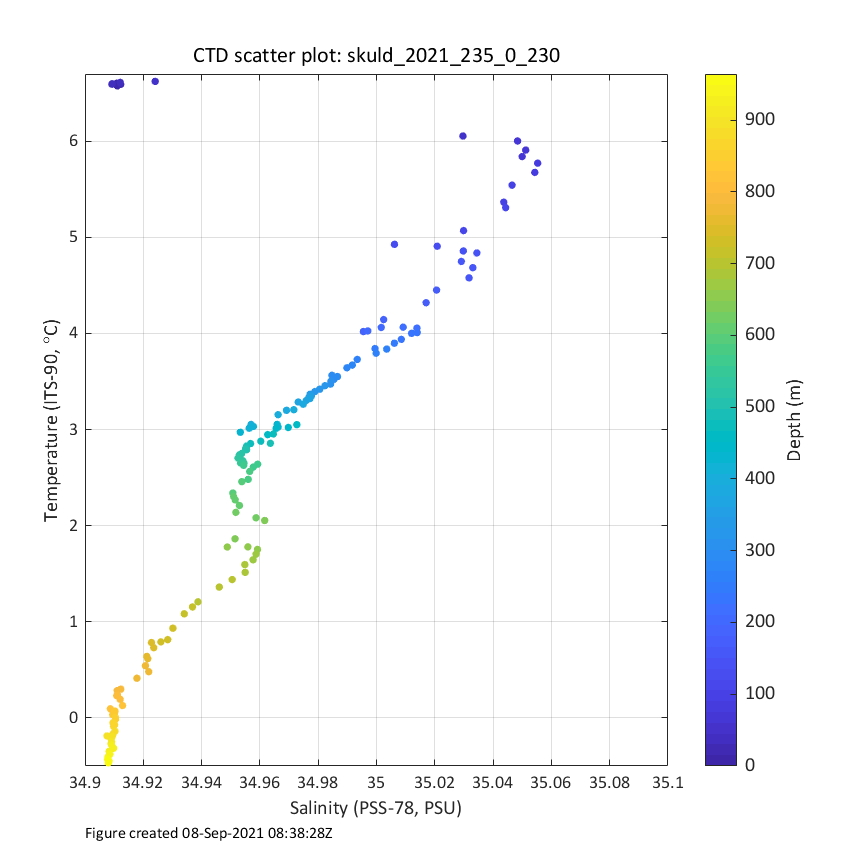 CTD scatter plot: skuld_2021_235_0_230
6
5
4
3
2
1
0
Temperature (ITS-90, °C)
34.9 34.92 34.94 34.96 34.98 35 35.02 35.04 35.06 35.08 35.1
Salinity (PSS-78, PSU)
900
800
700
600
500
400
300
200
100
0
Depth (m)
Figure created 08-Sep-2021 08:38:28Z